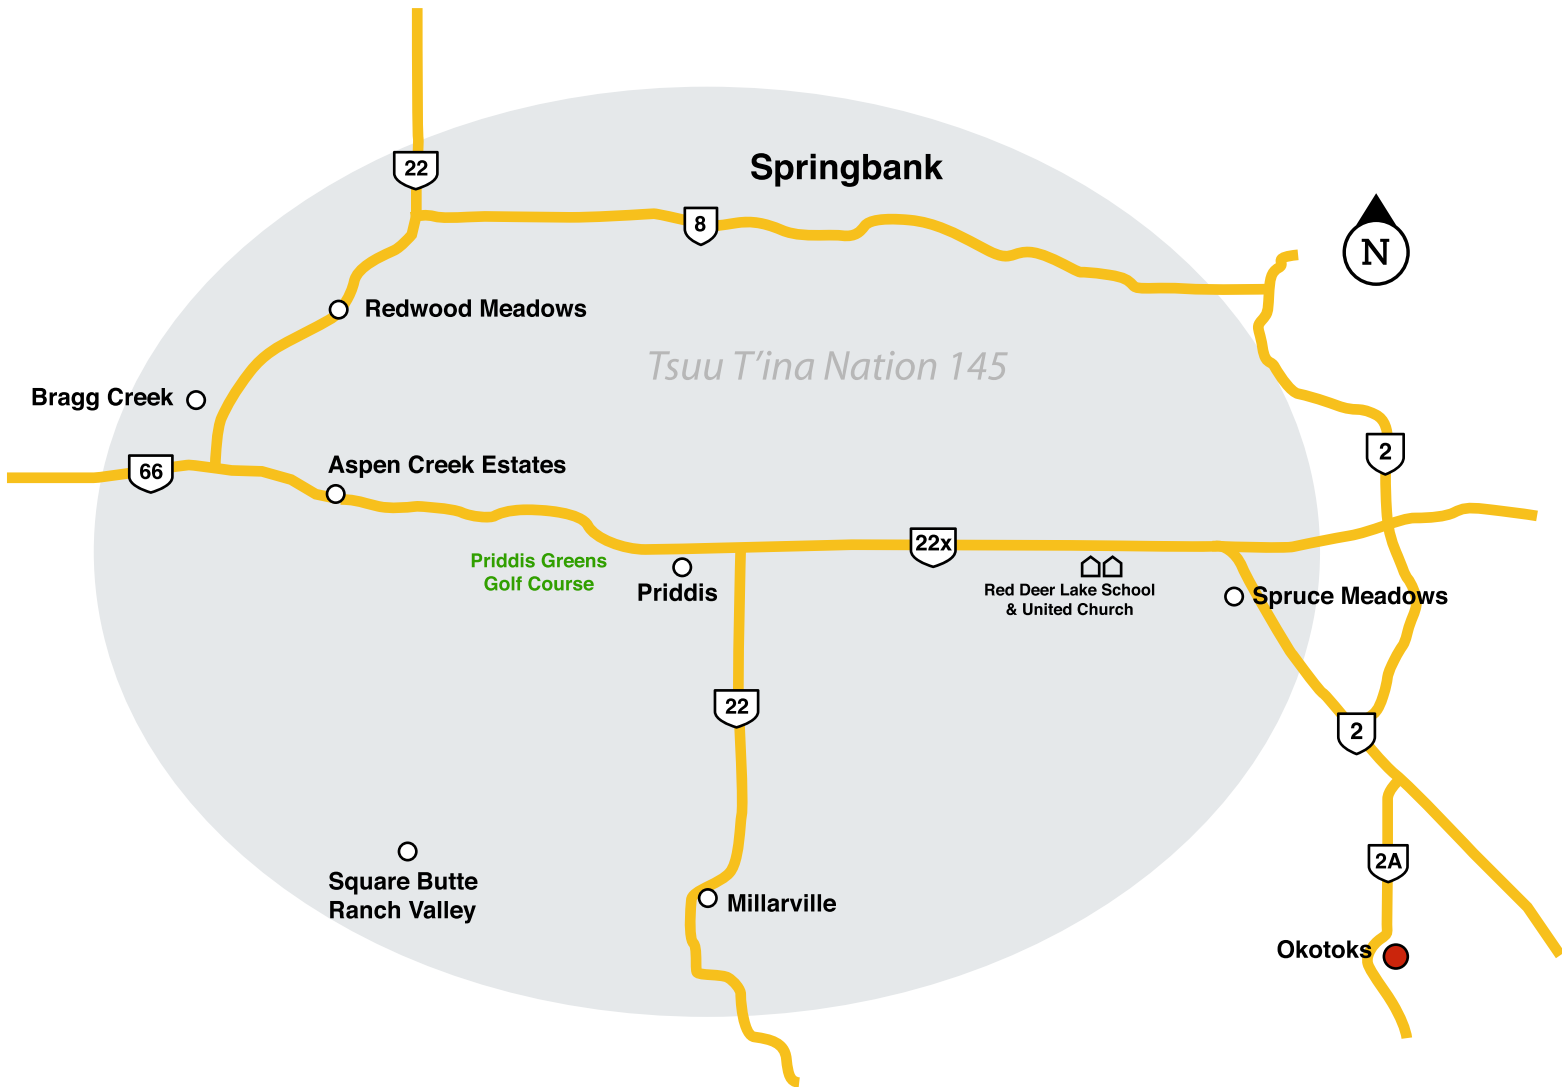 22
Springbank
8
N
Redwood Meadows
Tsuu T’ina Nation 145
Bragg Creek
2
66
Aspen Creek Estates
22x
Priddis Greens
Golf Course
Priddis
Red Deer Lake School
& United Church
Spruce Meadows
22
2
2A
Square Butte
Ranch Valley
Millarville
Okotoks